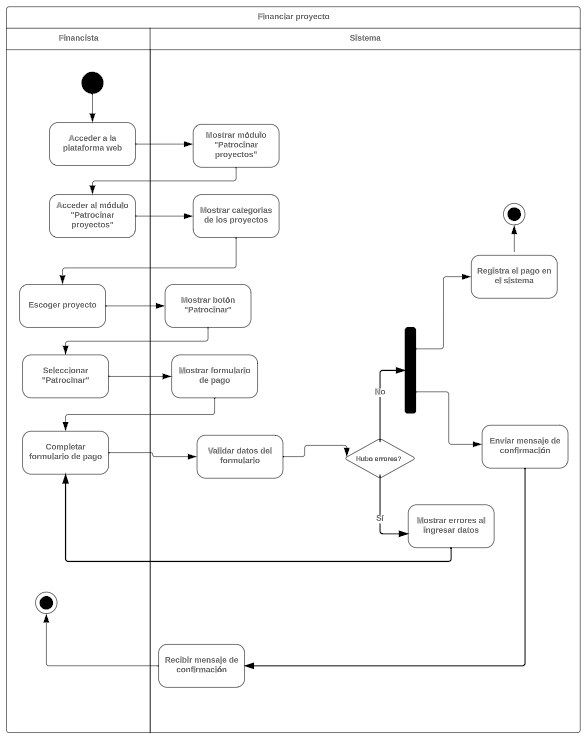 Financiar proyecto
Financista
Sistema
Acceder a la
plataforma web
Mostrar módulo
"Patrocinar
proyectos"
Acceder al módulo
"Patrocinar
proyectos"
Mostrar categorias
de los proyectos
Registra el pago en
el sistema
Escoger proyecto
Mostrar botón
"Patrocinar"
Seleccionar
"Patrocinar"
Mostrar formulario
de pago
No
Completar
formulario de pago
Validar datos del
formulario
Hubo errores?
Enviar mensaje de
confirmación
Sí
Mostrar errores al
ingresar datos
Recibir mensaje de
confirmación